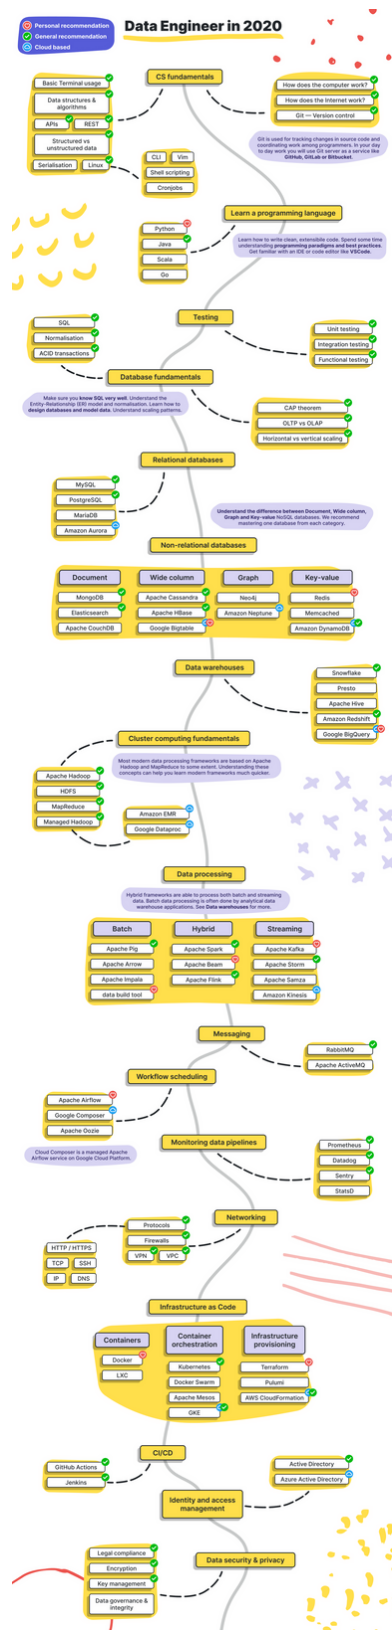 Data Engineer in 2020
Personal recommendation
General recommendation
Cloud based
CS fundamentals
Basic Terminal usage
Data structures &
algorithms
APIs
REST
Structured vs
unstructured data
Serialisation
Linux
CLI
Vim
Shell scripting
Cronjobs
How does the computer work?
How does the Internet work?
Git — Version control
Git is used for tracking changes in source code and
coordinating work among programmers. In your day
to day work you will use Git server as a service like
GitHub, GitLab or Bitbucket.
Learn a programming language
Python
Java
Scala
Go
Learn how to write clean, extensible code. Spend some time
understanding programming paradigms and best practices.
Get familiar with an IDE or code editor like VSCode.
Testing
Unit testing
Integration testing
Functional testing
SQL
Normalisation
ACID transactions
Database fundamentals
Make sure you know SQL very well. Understand the
Entity-Relationship (ER) model and normalisation. Learn how to
design databases and model data. Understand scaling patterns.
CAP theorem
OLTP vs OLAP
Horizontal vs vertical scaling
Relational databases
MySQL
PostgreSQL
MariaDB
Amazon Aurora
Understand the difference between Document, Wide column,
Graph and Key-value NoSQL databases. We recommend
mastering one database from each category.
Non-relational databases
Document
MongoDB
Elasticsearch
Apache CouchDB
Wide column
Apache Cassandra
Apache HBase
Google Bigtable
Graph
Neo4j
Amazon Neptune
Key-value
Redis
Memcached
Amazon DynamoDB
Data warehouses
Snowflake
Presto
Apache Hive
Amazon Redshift
Google BigQuery
Cluster computing fundamentals
Most modern data processing frameworks are based on Apache
Hadoop and MapReduce to some extent. Understanding these
concepts can help you learn modern frameworks much quicker.
Apache Hadoop
HDFS
MapReduce
Managed Hadoop
Amazon EMR
Google Dataproc
Data processing
Hybrid frameworks are able to process both batch and streaming
data. Batch data processing is often done by analytical data
warehouse applications. See Data warehouses for more.
Batch
Apache Pig
Apache Arrow
Apache Impala
data build tool
Hybrid
Apache Spark
Apache Beam
Apache Flink
Streaming
Apache Kafka
Apache Storm
Apache Samza
Amazon Kinesis
Messaging
RabbitMQ
Apache ActiveMQ
Workflow scheduling
Apache Airflow
Google Composer
Apache Oozie
Cloud Composer is a managed Apache
Airflow service on Google Cloud Platform.
Monitoring data pipelines
Prometheus
Datadog
Sentry
StatsD
Networking
Protocols
Firewalls
VPN
VPC
HTTP / HTTPS
TCP
SSH
IP
DNS
Infrastructure as Code
Containers
Docker
LXC
Container
orchestration
Kubernetes
Docker Swarm
Apache Mesos
GKE
Infrastructure
provisioning
Terraform
Pulumi
AWS CloudFormation
CI/CD
GitHub Actions
Jenkins
Identity and access
management
Active Directory
Azure Active Directory
Data security & privacy
Legal compliance
Encryption
Key management
Data governance &
integrity